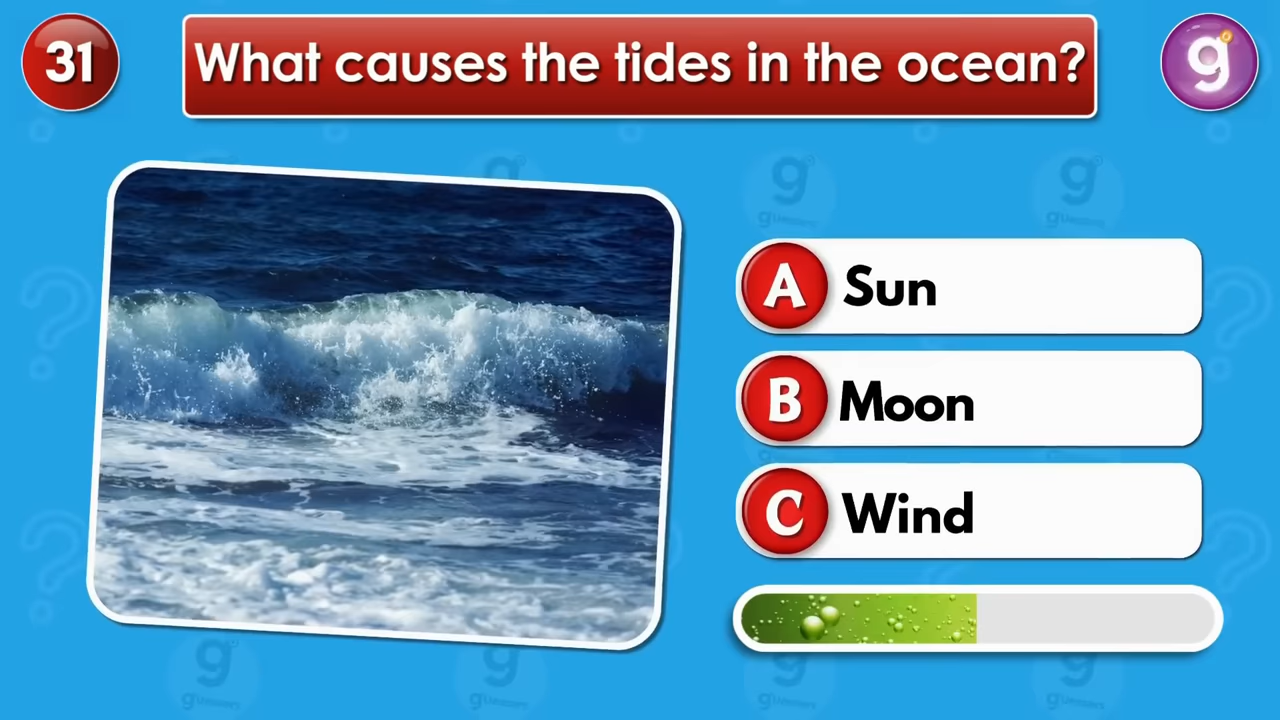 31
What causes the tides in the ocean?
g
A Sun
B Moon
C Wind